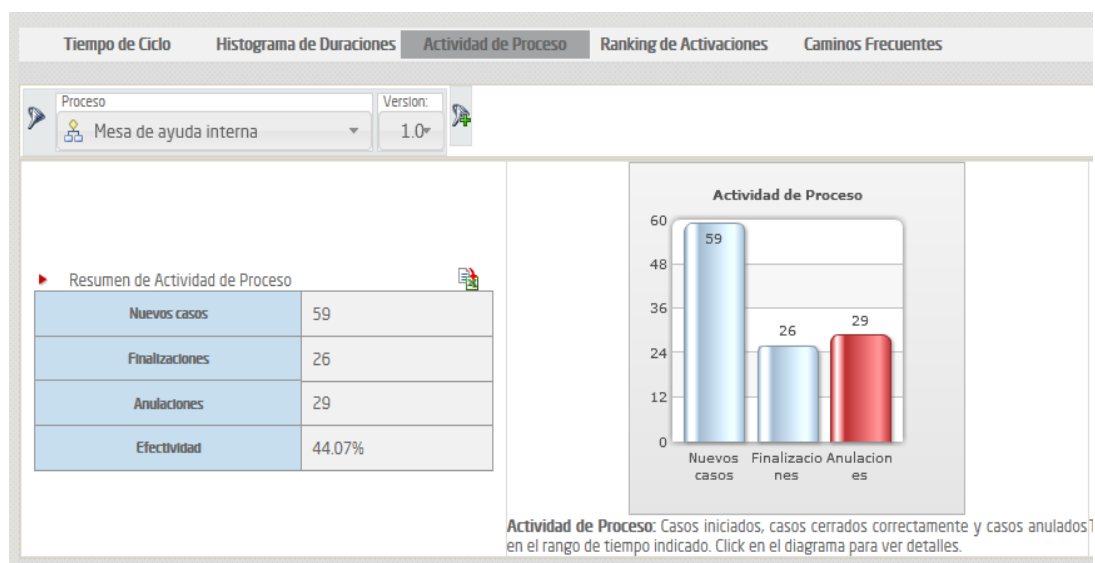 Tiempo de Ciclo Histograma de Duraciones Actividad de Proceso Ranking de Activaciones Caminos Frecuentes
Proceso Version:
Mesa de ayuda interna 1.0
Resumen de Actividad de Proceso
Nuevos casos 59
Finalizaciones 26
Anulaciones 29
Efectividad 44.07%
Actividad de Proceso
60
59
48
36
26
29
24
12
0
Nuevos Finalizacio Anulacion
casos nes es
Actividad de Proceso: Casos iniciados, casos cerrados correctamente y casos anulados
en el rango de tiempo indicado. Click en el diagrama para ver detalles.